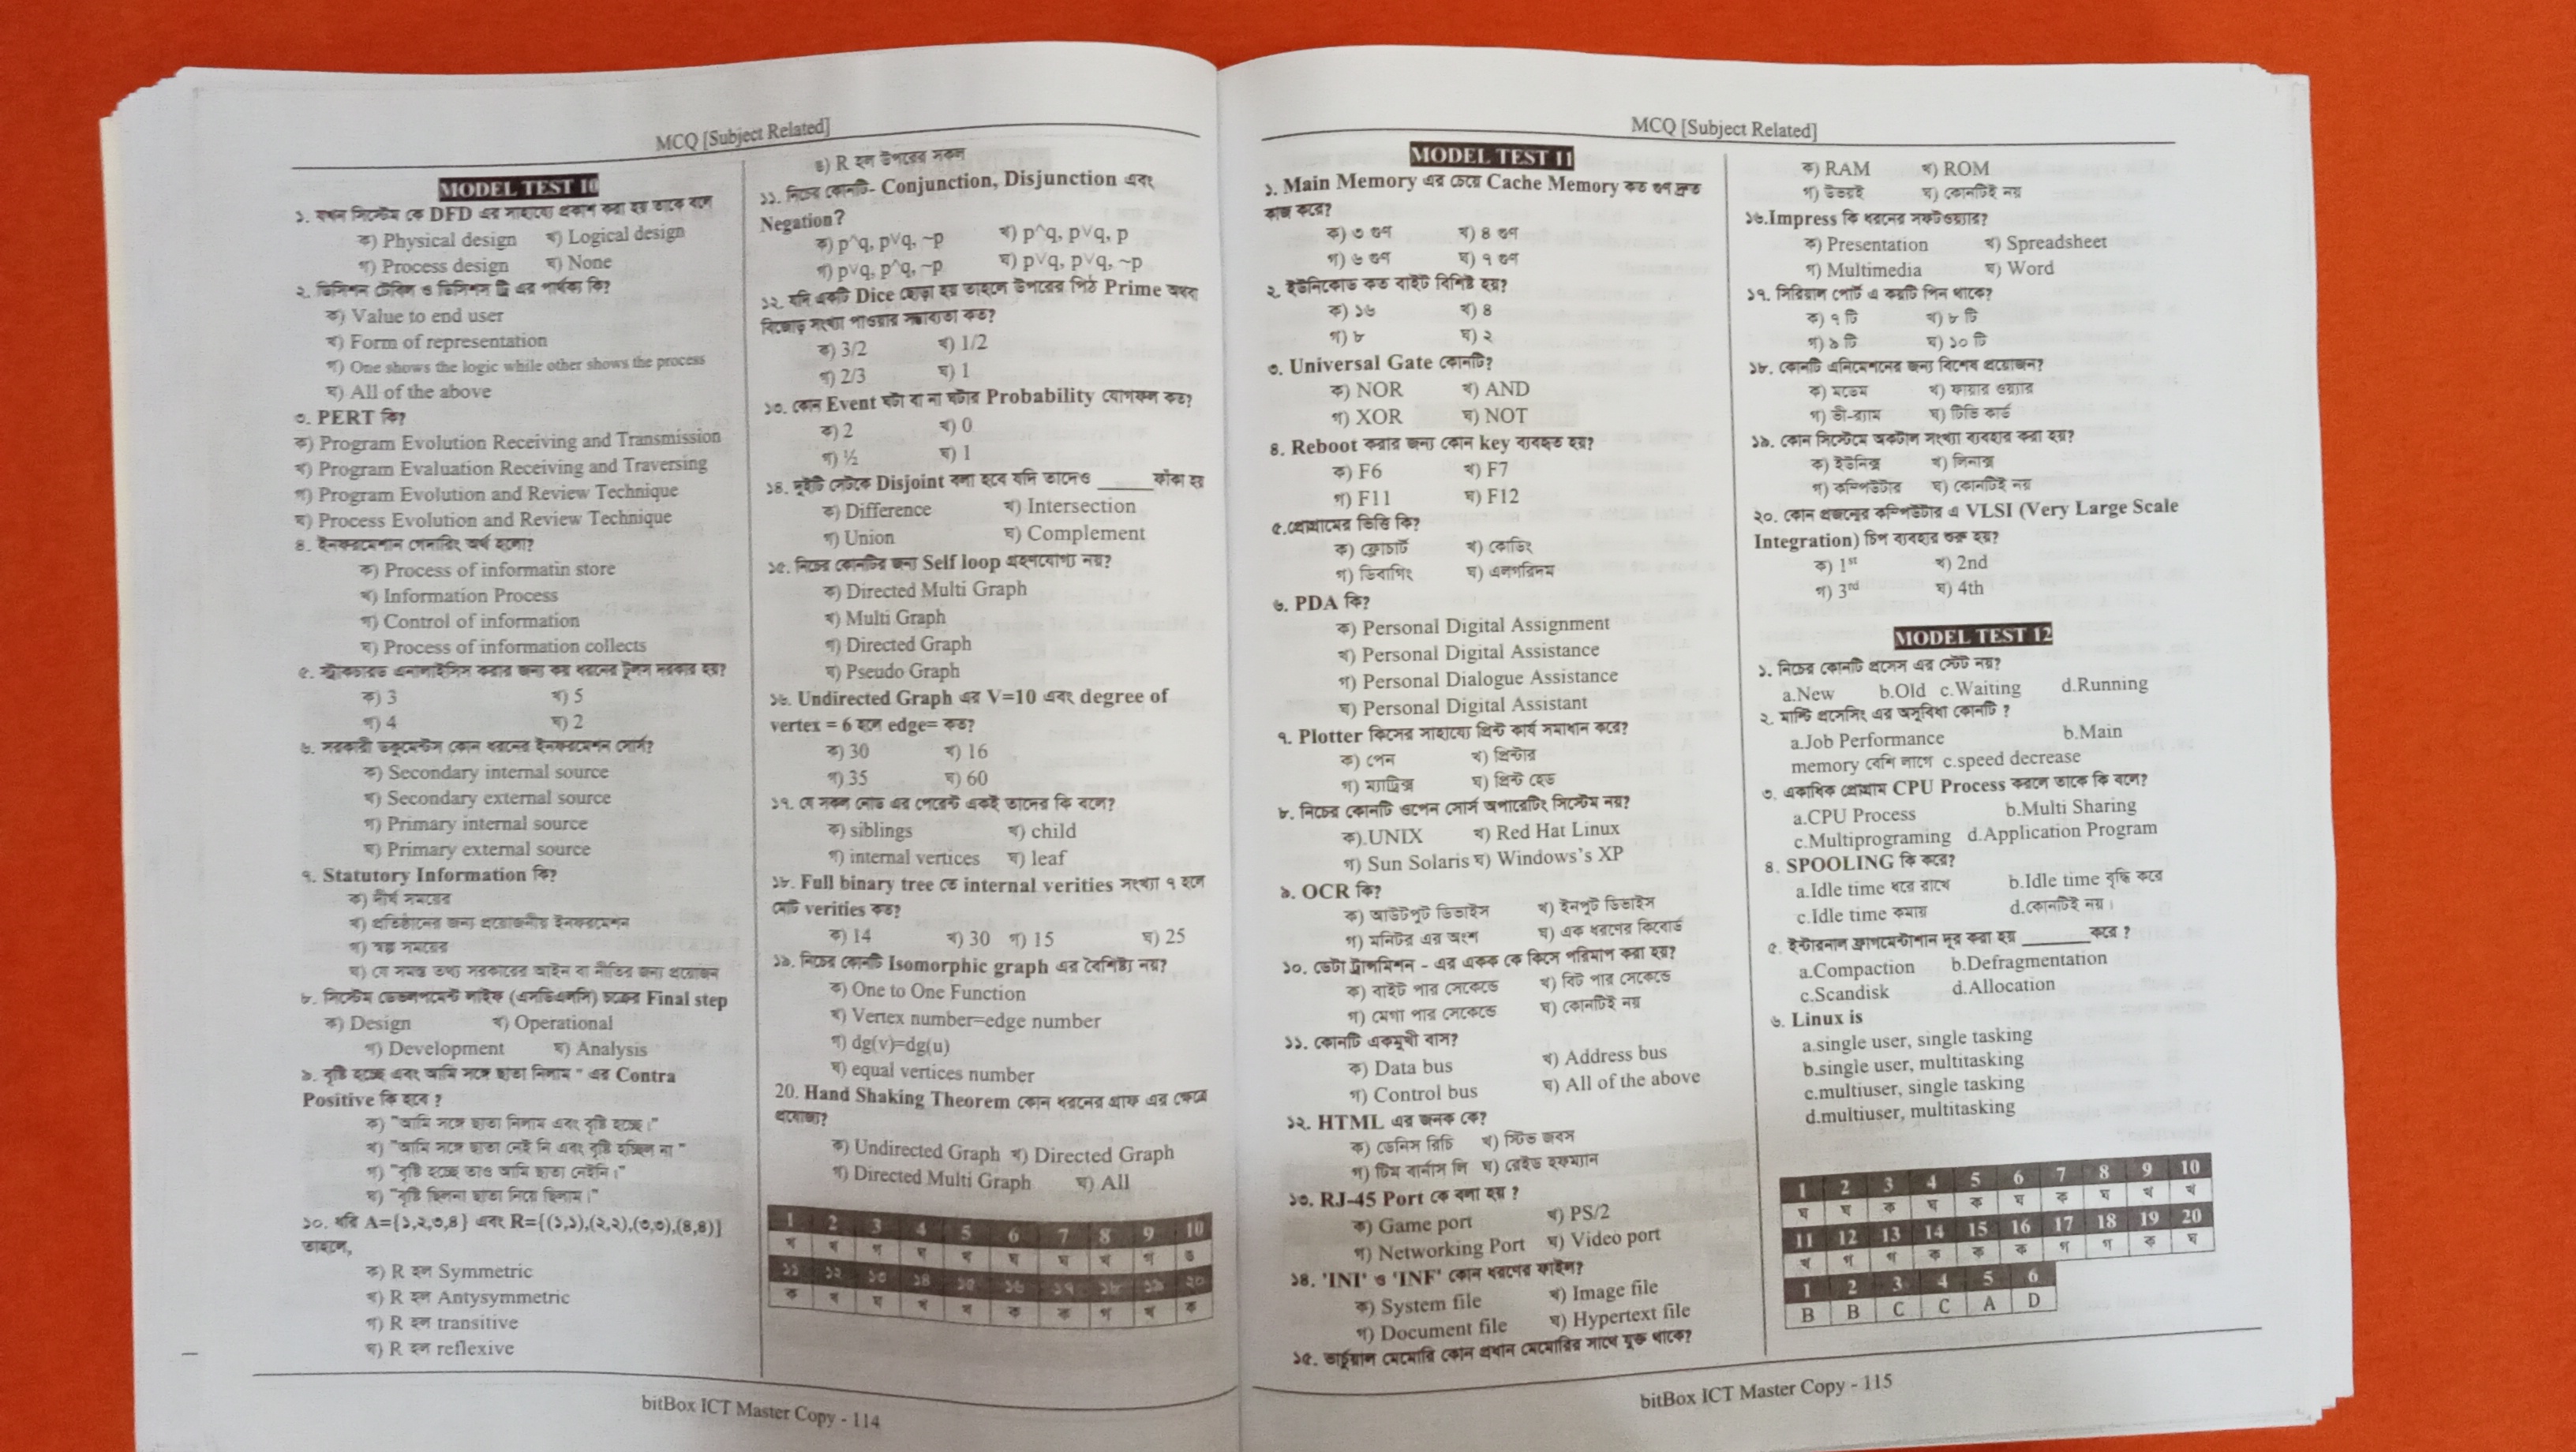 MCQ [Subject Related]
MODEL TEST 10
১. যখন সিস্টেম কে DFD এর সাহায্যে প্রকাশ করা হয় তাকে বলে
ক) Physical design খ) Logical design
গ) Process design ঘ) None
২. ডিসিশন টেবিল ও ডিসিশন ট্রি এর পার্থক্য কি?
ক) Value to end user
খ) Form of representation
গ) One shows the logic while other shows the process
ঘ) All of the above
৩. PERT কি?
ক) Program Evolution Receiving and Transmission
খ) Program Evaluation Receiving and Traversing
গ) Program Evolution and Review Technique
ঘ) Process Evolution and Review Technique
৪. ইনফরমেশান গেদারিং অর্থ হলো?
ক) Process of informatin store
খ) Information Process
গ) Control of information
ঘ) Process of information collects
৫. স্ট্রাকচারড এনালাইসিস করার জন্য কয় ধরনের টুলস দরকার হয়?
ক) 3 খ) 5
গ) 4 ঘ) 2
৬. সরকারী ডকুমেন্টস কোন ধরনের ইনফরমেশন সোর্স?
ক) Secondary internal source
খ) Secondary external source
গ) Primary internal source
ঘ) Primary external source
৭. Statutory Information কি?
ক) দীর্ঘ সময়ের
খ) প্রতিষ্ঠানের জন্য প্রয়োজনীয় ইনফরমেশন
গ) স্বল্প সময়ের
ঘ) যে সমস্ত তথ্য সরকারের আইন বা নীতির জন্য প্রয়োজন
৮. সিস্টেম ডেভলপমেন্ট লাইফ (এসডিএলসি) চক্রের Final step
ক) Design খ) Operational
গ) Development ঘ) Analysis
৯. বৃষ্টি হচ্ছে এবং আমি সঙ্গে ছাতা নিলাম" এর Contra
Positive কি হবে ?
ক) "আমি সঙ্গে ছাতা নিলাম এবং বৃষ্টি হচ্ছে।"
খ) "আমি সঙ্গে ছাতা নেই নি এবং বৃষ্টি হচ্ছিল না "
গ) "বৃষ্টি হচ্ছে তাও আমি ছাতা নেইনি।"
ঘ) "বৃষ্টি ছিলনা ছাতা নিয়ে ছিলাম।"
১০. যদি A={১,২,৩,৪} এবং R={(১,১),(২,২),(৩,৩),(৪,৪)]
তাহলে,
ক) R হল Symmetric
খ) R হল Antysymmetric
গ) R হল transitive
ঘ) R হল reflexive
ঙ) R হল উপরের সকল
১১. নিচের কোনটি- Conjunction, Disjunction এবং
Negation?
ক) p^q, p∨q, ~p খ) p^q, p∨q, p
গ) p∨q, p^q, ~p ঘ) p∨q, p∨q, ~p
১২. যদি একটি Dice ছোড়া হয় তাহলে উপরের পিঠ Prime অথবা
বিজোড় সংখ্যা পাওয়ার সম্ভাব্যতা কত?
ক) 3/2 খ) 1/2
গ) 2/3 ঘ) 1
১৩. কোন Event ঘটা বা না ঘটার Probability যোগফল কত?
ক) 2 খ) 0
গ) ½ ঘ) 1
১৪. দুইটি সেটকে Disjoint বলা হবে যদি তাদেও ______ফাঁকা হয়
ক) Difference খ) Intersection
গ) Union ঘ) Complement
১৫. নিচের কোনটির জন্য Self loop গ্রহণযোগ্য নয়?
ক) Directed Multi Graph
খ) Multi Graph
গ) Directed Graph
ঘ) Pseudo Graph
১৬. Undirected Graph এর V=10 এবং degree of
vertex = 6 হলে edge= কত?
ক) 30 খ) 16
গ) 35 ঘ) 60
১৭. যে সকল নোড এর পেরেন্ট একই তাদের কি বলে?
ক) siblings খ) child
গ) internal vertices ঘ) leaf
১৮. Full binary tree তে internal verities সংখ্যা ৭ হলে
মোট verities কত?
ক) 14 খ) 30 গ) 15 ঘ) 25
১৯. নিচের কোনটি Isomorphic graph এর বৈশিষ্ট্য নয়?
ক) One to One Function
খ) Vertex number=edge number
গ) dg(v)=dg(u)
ঘ) equal vertices number
20. Hand Shaking Theorem কোন ধরনের গ্রাফ এর ক্ষেত্রে
প্রযোজ্য?
ক) Undirected Graph খ) Directed Graph
গ) Directed Multi Graph ঘ) All
1 2 3 4 5 6 7 8 9 10
খ খ গ ঘ খ ঘ ঘ খ গ ঙ
১১ ১২ ১৩ ১৪ ১৫ ১৬ ১৭ ১৮ ১৯ ২০
ক খ ঘ খ খ ক ক গ খ ক
bitBox ICT Master Copy - 114
MCQ [Subject Related]
MODEL TEST 11
১. Main Memory এর চেয়ে Cache Memory কত গুণ দ্রুত
কাজ করে?
ক) ৩ গুণ খ) ৪ গুণ
গ) ৬ গুণ ঘ) ৭ গুণ
২. ইউনিকোড কত বাইট বিশিষ্ট হয়?
ক) ১৬ খ) ৪
গ) ৮ ঘ) ২
৩. Universal Gate কোনটি?
ক) NOR খ) AND
গ) XOR ঘ) NOT
৪. Reboot করার জন্য কোন key ব্যবহৃত হয়?
ক) F6 খ) F7
গ) F11 ঘ) F12
৫.প্রোগ্রামের ভিত্তি কি?
ক) ফ্লোচার্ট খ) কোডিং
গ) ডিবাগিং ঘ) এলগরিদম
৬. PDA কি?
ক) Personal Digital Assignment
খ) Personal Digital Assistance
গ) Personal Dialogue Assistance
ঘ) Personal Digital Assistant
৭. Plotter কিসের সাহায্যে প্রিন্ট কার্য সমাধান করে?
ক) পেন খ) প্রিন্টার
গ) ম্যাট্রিক্স ঘ) প্রিন্ট হেড
৮. নিচের কোনটি ওপেন সোর্স অপারেটিং সিস্টেম নয়?
ক).UNIX খ) Red Hat Linux
গ) Sun Solaris ঘ) Windows's XP
৯. OCR কি?
ক) আউটপুট ডিভাইস খ) ইনপুট ডিভাইস
গ) মনিটর এর অংশ ঘ) এক ধরণের কিবোর্ড
১০. ডেটা ট্রান্সমিশন - এর একক কে কিসে পরিমাপ করা হয়?
ক) বাইট পার সেকেন্ডে খ) বিট পার সেকেন্ডে
গ) মেগা পার সেকেন্ডে ঘ) কোনটিই নয়
১১. কোনটি একমুখী বাস?
ক) Data bus খ) Address bus
গ) Control bus ঘ) All of the above
১২. HTML এর জনক কে?
ক) ডেনিস রিচি খ) স্টিভ জবস
গ) টিম বার্নাস লি ঘ) রেইড হফম্যান
১৩. RJ-45 Port কে বলা হয় ?
ক) Game port খ) PS/2
গ) Networking Port ঘ) Video port
১৪. 'INI' ও 'INF' কোন ধরণের ফাইল?
ক) System file খ) Image file
গ) Document file ঘ) Hypertext file
১৫. ভার্চুয়াল মেমোরি কোন প্রধান মেমোরির সাথে যুক্ত থাকে?
ক) RAM খ) ROM
গ) উভয়ই ঘ) কোনটিই নয়
১৬.Impress কি ধরনের সফটওয়্যার?
ক) Presentation খ) Spreadsheet
গ) Multimedia ঘ) Word
১৭. সিরিয়াল পোর্ট এ কয়টি পিন থাকে?
ক) ৭ টি খ) ৮ টি
গ) ৯ টি ঘ) ১০ টি
১৮. কোনটি এনিমেশনের জন্য বিশেষ প্রয়োজন?
ক) মডেম খ) ফায়ার ওয়্যার
গ) ভী-র‍্যাম ঘ) টিভি কার্ড
১৯. কোন সিস্টেমে অকটাল সংখ্যা ব্যবহার করা হয়?
ক) ইউনিক্স খ) লিনাক্স
গ) কম্পিউটার ঘ) কোনটিই নয়
২০. কোন প্রজন্মের কম্পিউটার এ VLSI (Very Large Scale
Integration) চিপ ব্যবহার শুরু হয়?
ক) 1st খ) 2nd
গ) 3rd ঘ) 4th
MODEL TEST 12
১. নিচের কোনটি প্রসেস এর স্টেট নয়?
a.New b.Old c.Waiting d.Running
২. মাল্টি প্রসেসিং এর অসুবিধা কোনটি ?
a.Job Performance b.Main
memory বেশি লাগে c.speed decrease
৩. একাধিক প্রোগ্রাম CPU Process করলে তাকে কি বলে?
a.CPU Process b.Multi Sharing
c.Multiprograming d.Application Program
৪. SPOOLING কি করে?
a.Idle time ধরে রাখে b.Idle time বৃদ্ধি করে
c.Idle time কমায় d.কোনটিই নয়।
৫. ইন্টারনাল ফ্রাগমেন্টাশান দূর করা হয় _______করে ?
a.Compaction b.Defragmentation
c.Scandisk d.Allocation
৬. Linux is
a.single user, single tasking
b.single user, multitasking
c.multiuser, single tasking
d.multiuser, multitasking
1 2 3 4 5 6 7 8 9 10
ঘ ঘ ক ঘ ক ঘ ক ঘ খ খ
11 12 13 14 15 16 17 18 19 20
খ গ গ ক ক ক গ গ ক ঘ
1 2 3 4 5 6
B B C C A D
bitBox ICT Master Copy - 115